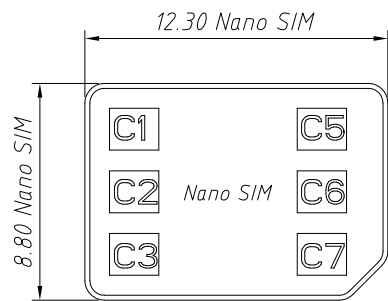 12.30 Nano SIM
8.80 Nano SIM
C1 C5
C2 Nano SIM C6
C3 C7